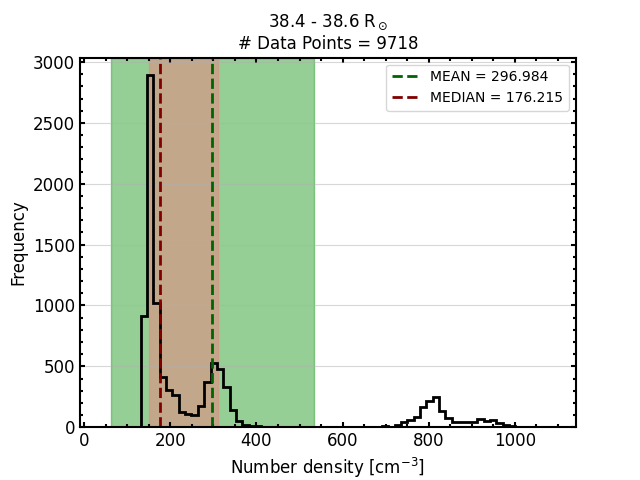 38.4 - 38.6 R⊙
# Data Points = 9718
MEAN = 296.984
MEDIAN = 176.215
Frequency
3000
2500
2000
1500
1000
500
0
0 200 400 600 800 1000
Number density [cm⁻³]